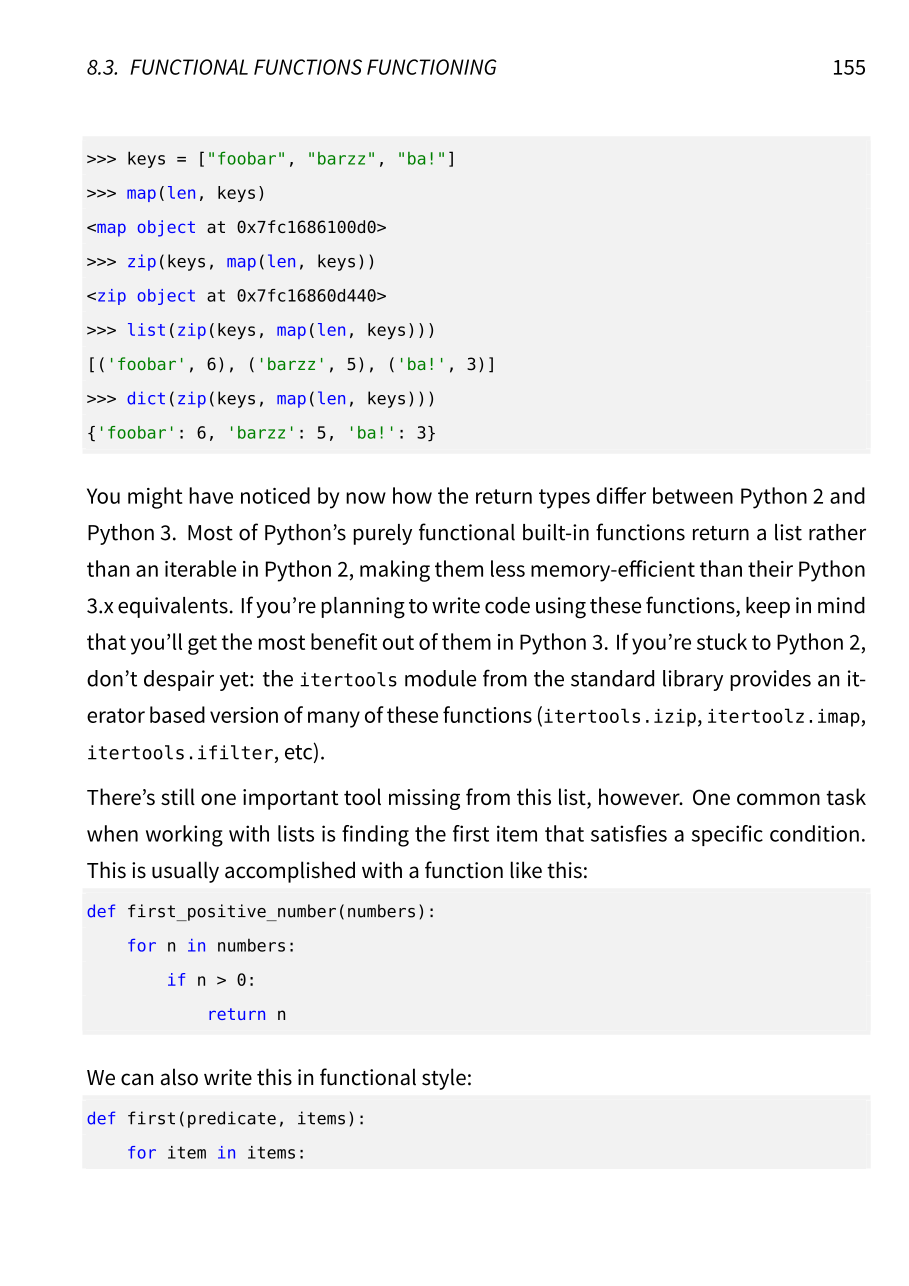 8.3. FUNCTIONAL FUNCTIONS FUNCTIONING 155
>>> keys = ["foobar", "barzz", "ba!"]
>>> map(len, keys)
<map object at 0x7fc1686100d0>
>>> zip(keys, map(len, keys))
<zip object at 0x7fc16860d440>
>>> list(zip(keys, map(len, keys)))
[('foobar', 6), ('barzz', 5), ('ba!', 3)]
>>> dict(zip(keys, map(len, keys)))
{'foobar': 6, 'barzz': 5, 'ba!': 3}
You might have noticed by now how the return types differ between Python 2 and
Python 3. Most of Python’s purely functional built-in functions return a list rather
than an iterable in Python 2, making them less memory-efficient than their Python
3.x equivalents. If you’re planning to write code using these functions, keep in mind
that you’ll get the most benefit out of them in Python 3. If you’re stuck to Python 2,
don’t despair yet: the itertools module from the standard library provides an it-
erator based version of many of these functions (itertools.izip, itertoolz.imap,
itertools.ifilter, etc).
There’s still one important tool missing from this list, however. One common task
when working with lists is finding the first item that satisfies a specific condition.
This is usually accomplished with a function like this:
def first_positive_number(numbers):
    for n in numbers:
        if n > 0:
            return n
We can also write this in functional style:
def first(predicate, items):
    for item in items: